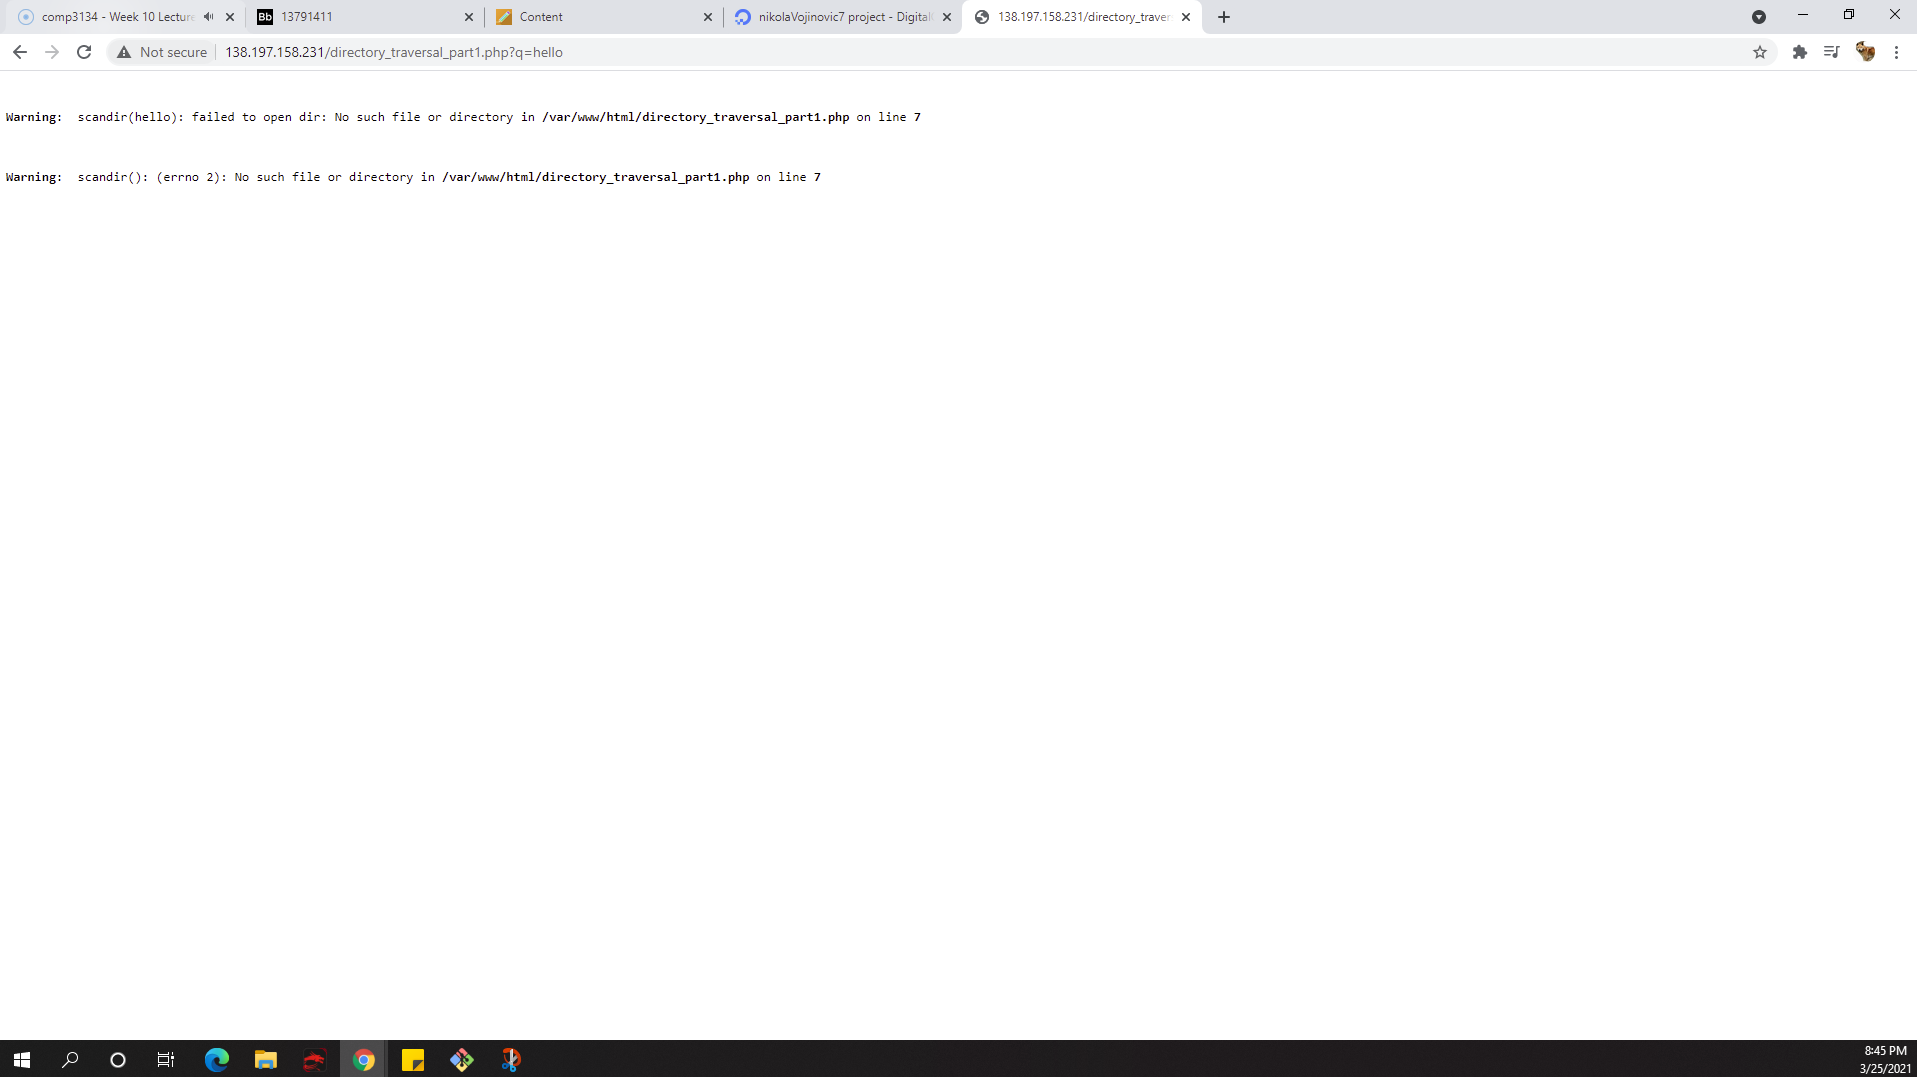 comp3134 - Week 10 Lecture
Bb 13791411
Content
nikolaVojinovic7 project - Digital
138.197.158.231/directory_traver
Not secure 138.197.158.231/directory_traversal_part1.php?q=hello
Warning:  scandir(hello): failed to open dir: No such file or directory in /var/www/html/directory_traversal_part1.php on line 7
Warning:  scandir(): (errno 2): No such file or directory in /var/www/html/directory_traversal_part1.php on line 7
8:45 PM
3/25/2021